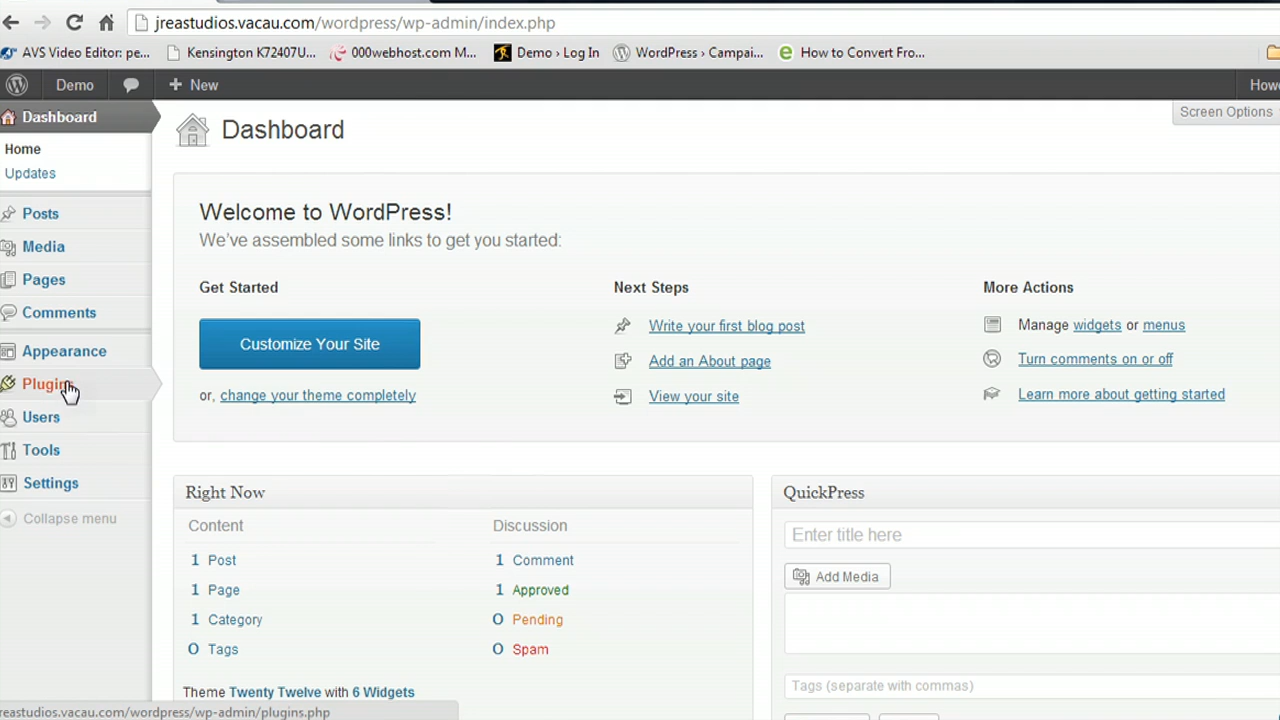 jreastudios.vacau.com/wordpress/wp-admin/index.php
AVS Video Editor: pe... Kensington K72407U... 000webhost.com M... Demo › Log In WordPress › Campai... How to Convert Fro...
Demo + New Howe
Dashboard
Home
Updates
Posts
Media
Pages
Comments
Appearance
Plugins
Users
Tools
Settings
Collapse menu
Dashboard
Screen Options
Welcome to WordPress!
We've assembled some links to get you started:
Get Started
Customize Your Site
or, change your theme completely
Next Steps
Write your first blog post
Add an About page
View your site
More Actions
Manage widgets or menus
Turn comments on or off
Learn more about getting started
Right Now
Content
1 Post
1 Page
1 Category
0 Tags
Discussion
1 Comment
1 Approved
0 Pending
0 Spam
Theme Twenty Twelve with 6 Widgets
QuickPress
Enter title here
Add Media
Tags (separate with commas)
reastudios.vacau.com/wordpress/wp-admin/plugins.php